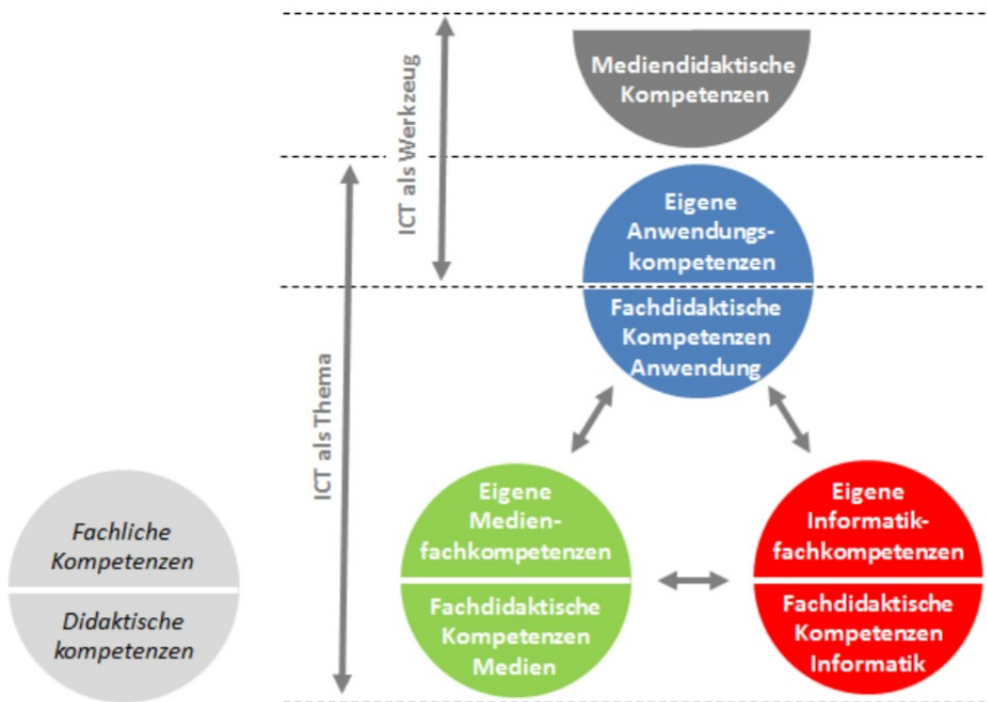 Mediendidaktische
Kompetenzen
ICT als Werkzeug
Eigene
Anwendungs-
kompetenzen
Fachdidaktische
Kompetenzen
Anwendung
ICT als Thema
Fachliche
Kompetenzen
Didaktische
kompetenzen
Eigene
Medien-
fachkompetenzen
Fachdidaktische
Kompetenzen
Medien
Eigene
Informatik-
fachkompetenzen
Fachdidaktische
Kompetenzen
Informatik